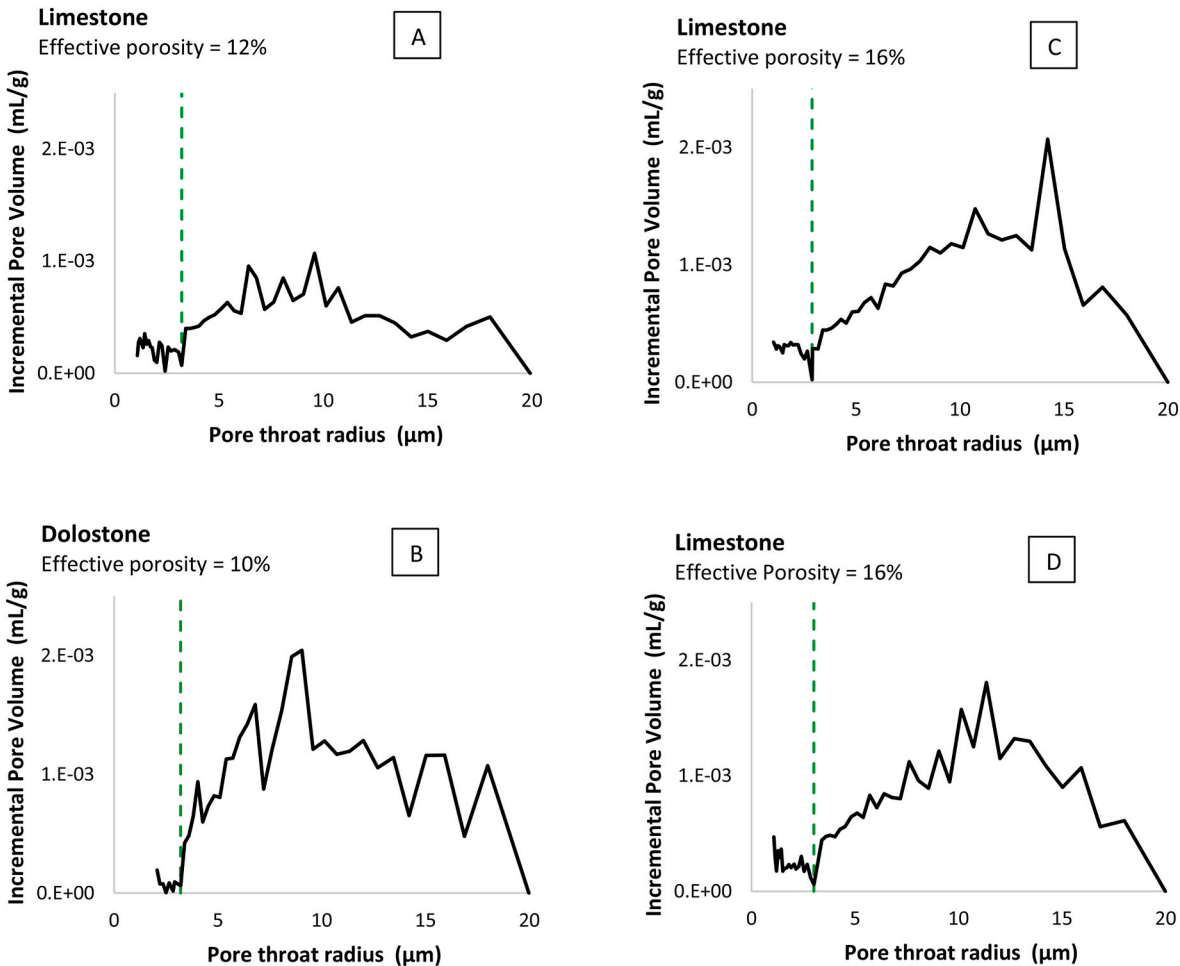 Limestone
Effective porosity = 12%
A
Incremental Pore Volume (mL/g)
2.E-03
1.E-03
0.E+00
0 5 10 15 20
Pore throat radius (µm)
Limestone
Effective porosity = 16%
C
Incremental Pore Volume (mL/g)
2.E-03
1.E-03
0.E+00
0 5 10 15 20
Pore throat radius (µm)
Dolostone
Effective porosity = 10%
B
Incremental Pore Volume (mL/g)
2.E-03
1.E-03
0.E+00
0 5 10 15 20
Pore throat radius (µm)
Limestone
Effective Porosity = 16%
D
Incremental Pore Volume (mL/g)
2.E-03
1.E-03
0.E+00
0 5 10 15 20
Pore throat radius (µm)